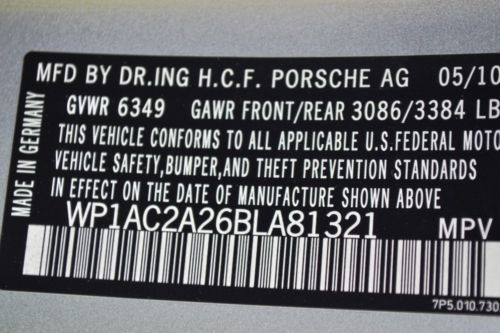 MFD BY DR.ING H.C.F. PORSCHE AG 05/10
GVWR 6349 GAWR FRONT/REAR 3086/3384 LB
THIS VEHICLE CONFORMS TO ALL APPLICABLE U.S.FEDERAL MOTO
VEHICLE SAFETY,BUMPER,AND THEFT PREVENTION STANDARDS
IN EFFECT ON THE DATE OF MANUFACTURE SHOWN ABOVE
MADE IN GERMANY
WP1AC2A26BLA81321 MPV
7P5.010.730